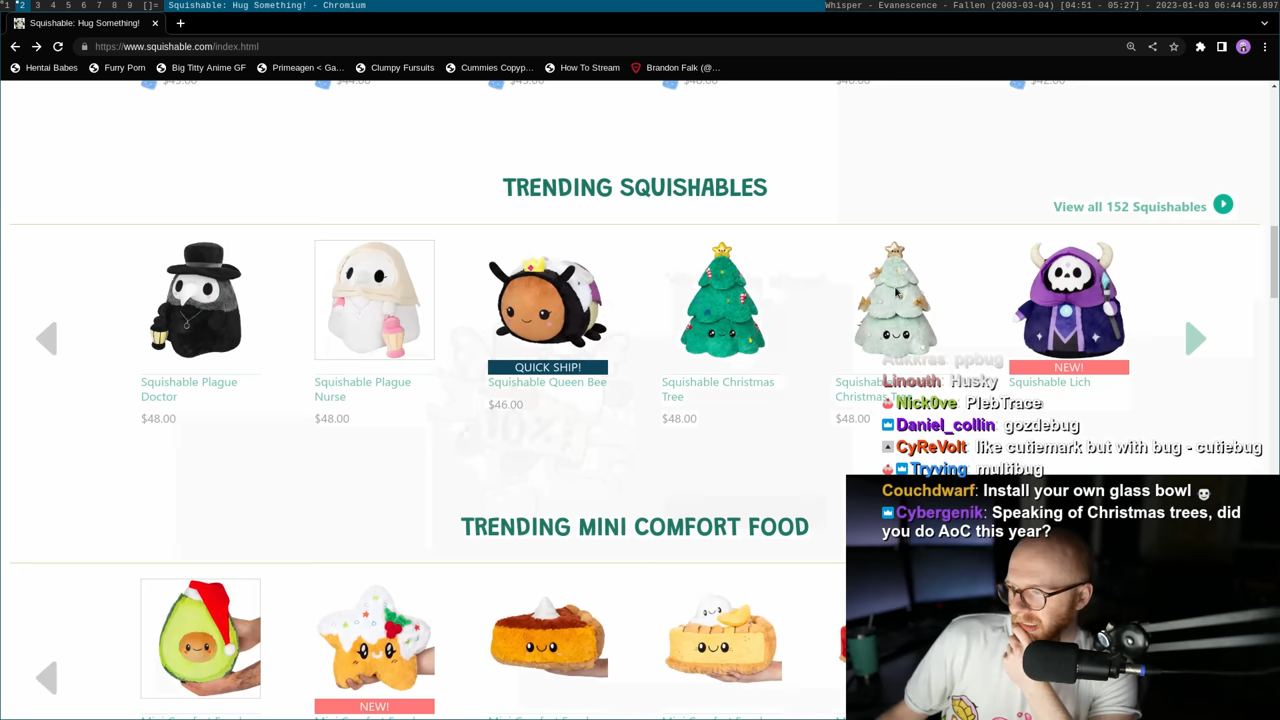 1 2 3 4 5 6 7 8 9 []= Squishable: Hug Something! - Chromium
Whisper - Evanescence - Fallen (2003-03-04) [04:51 - 05:27] - 2023-01-03 06:44:56.897
Squishable: Hug Something!
https://www.squishable.com/index.html
Hentai Babes Furry Porn Big Titty Anime GF Primeagen < Ga… Clumpy Fursuits Cummies Copyp… How To Stream Brandon Falk (@…
TRENDING SQUISHABLES
View all 152 Squishables
QUICK SHIP!
NEW!
Squishable Plague Doctor
$48.00
Squishable Plague Nurse
$48.00
Squishable Queen Bee
$46.00
Squishable Christmas Tree
$48.00
Christmas
$48.00
Squishable Lich
Aukkras ppbug
Linouth Husky
Nick0ve PlebTrace
Daniel_collin gozdebug
CyReVolt like cutiemark but with bug - cutiebug
Tryving multibug
Couchdwarf: Install your own glass bowl
Cybergenik: Speaking of Christmas trees, did
you do AoC this year?
TRENDING MINI COMFORT FOOD
NEW!